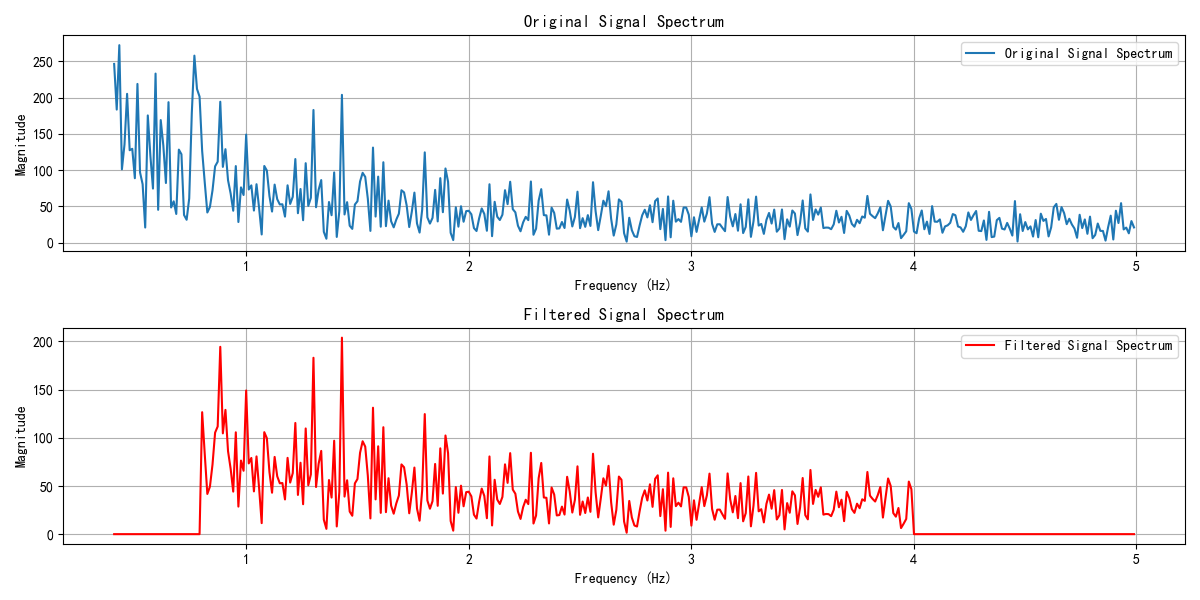 Original Signal Spectrum
Original Signal Spectrum
Magnitude
250
200
150
100
50
0
1
2
3
4
5
Frequency (Hz)
Filtered Signal Spectrum
Filtered Signal Spectrum
Magnitude
200
150
100
50
0
1
2
3
4
5
Frequency (Hz)